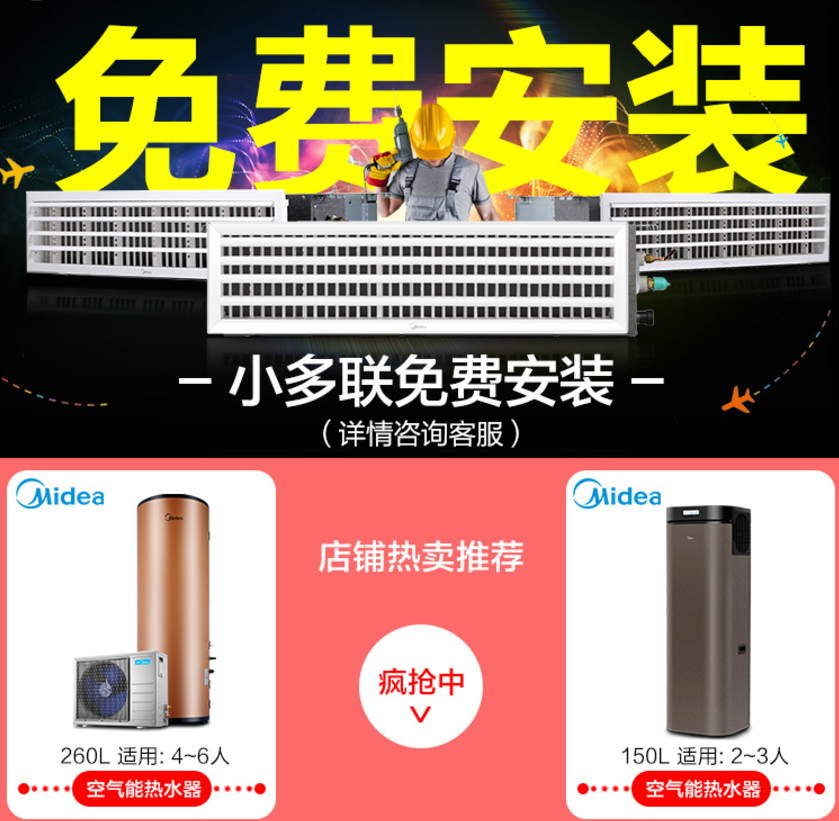 免费安装
Midea
小多联免费安装
(详情咨询客服)
Midea
Midea
260L 适用: 4~6人
空气能热水器
店铺热卖推荐
疯抢中
Midea
150L 适用: 2~3人
空气能热水器